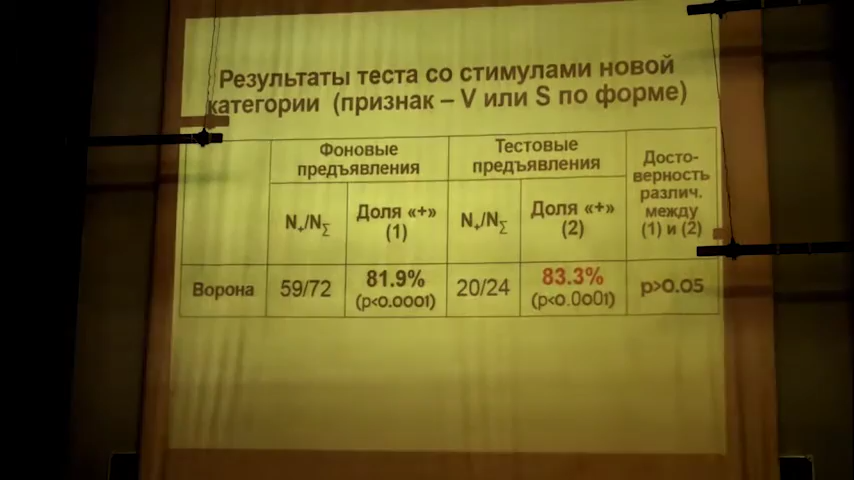 Результаты теста со стимулами новой
категории (признак – V или S по форме)
Фоновые
предъявления
Тестовые
предъявления
Досто-
верность
различ.
между
(1) и (2)
N₊/N∑
Доля «+»
(1)
N₊/N∑
Доля «+»
(2)
Ворона
59/72
81.9%
(p<0.0001)
20/24
83.3%
(p<0.0001)
p>0.05